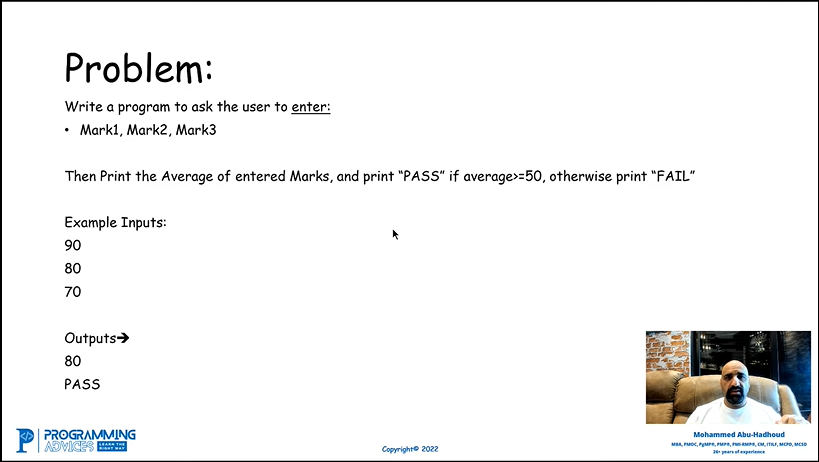 Problem:
Write a program to ask the user to enter:
• Mark1, Mark2, Mark3
Then Print the Average of entered Marks, and print “PASS” if average>=50, otherwise print “FAIL”
Example Inputs:
90
80
70
Outputs➔
80
PASS
PROGRAMMING
ADVICES LEARN THE RIGHT WAY
Copyright© 2022
Mohammed Abu-Hadhoud
MBA, PMOC, PgMP®, PMP®, PMI-RMP®, CM, ITILF, MCPD, MCSD
26+ years of experience